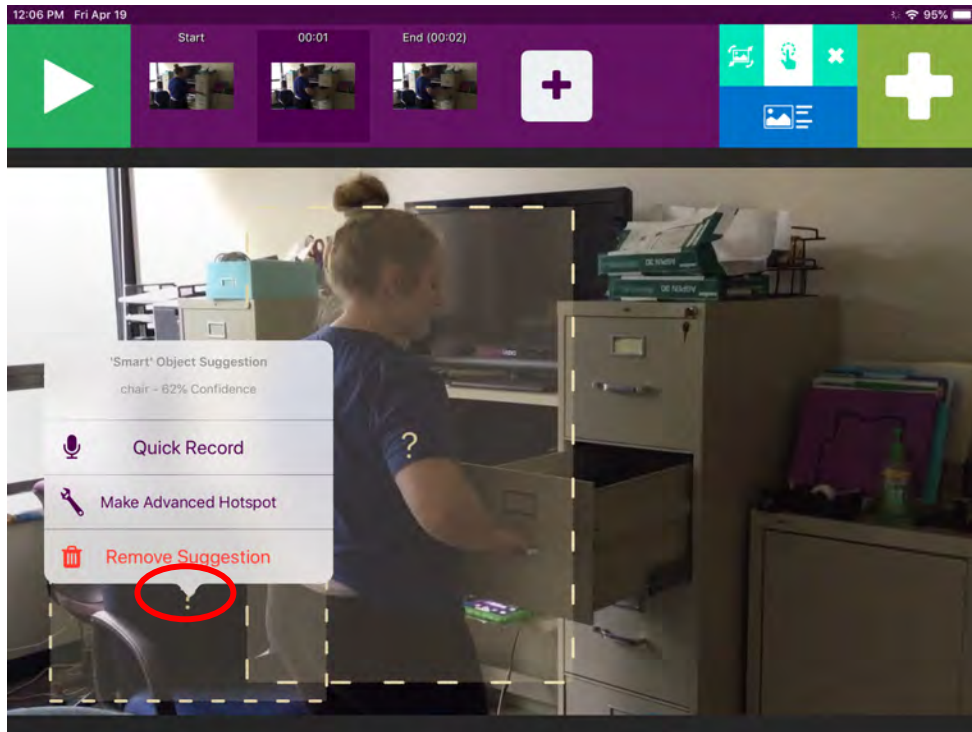 12:06 PM Fri Apr 19
95%
Start
00:01
End (00:02)
'Smart' Object Suggestion
chair - 62% Confidence
Quick Record
Make Advanced Hotspot
Remove Suggestion
?